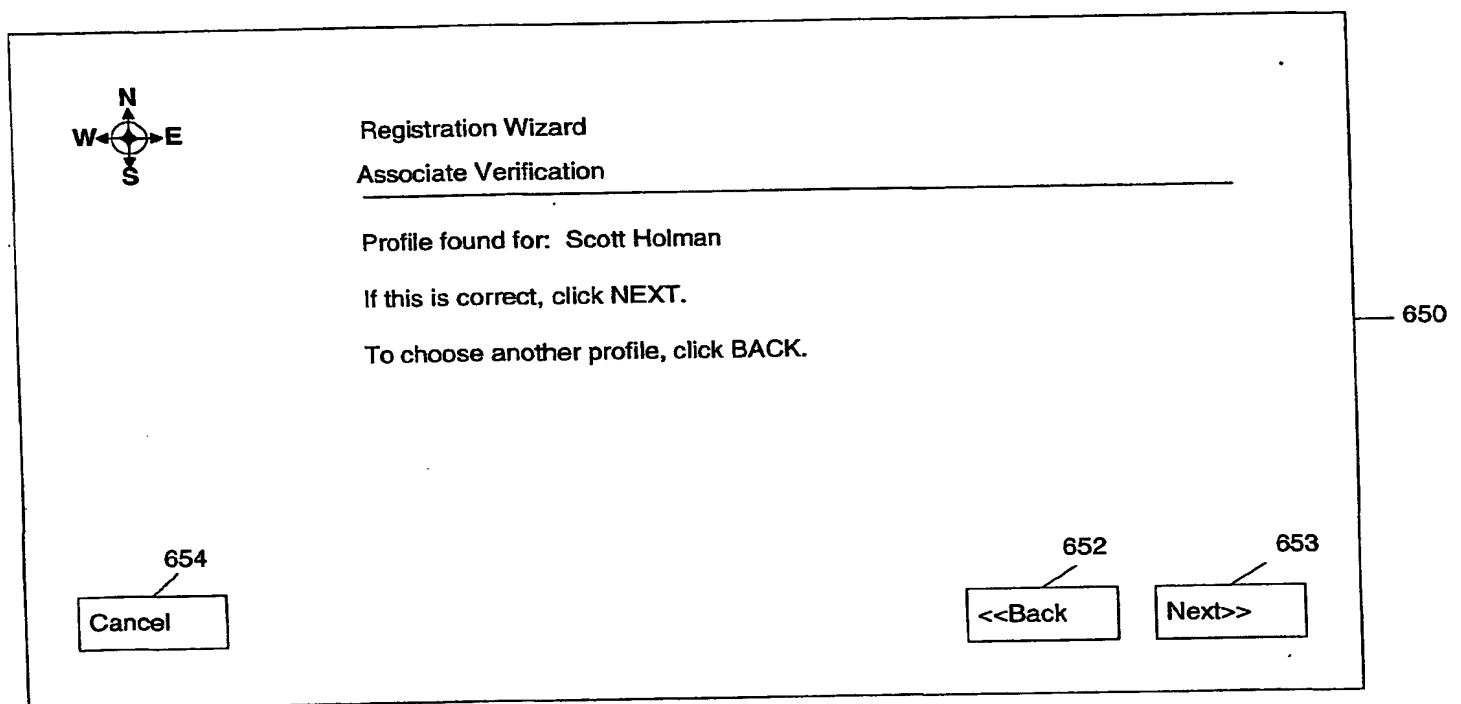 N
W E
S
Registration Wizard
Associate Verification
Profile found for: Scott Holman
If this is correct, click NEXT.
To choose another profile, click BACK.
650
654
652
653
Cancel
<<Back
Next>>